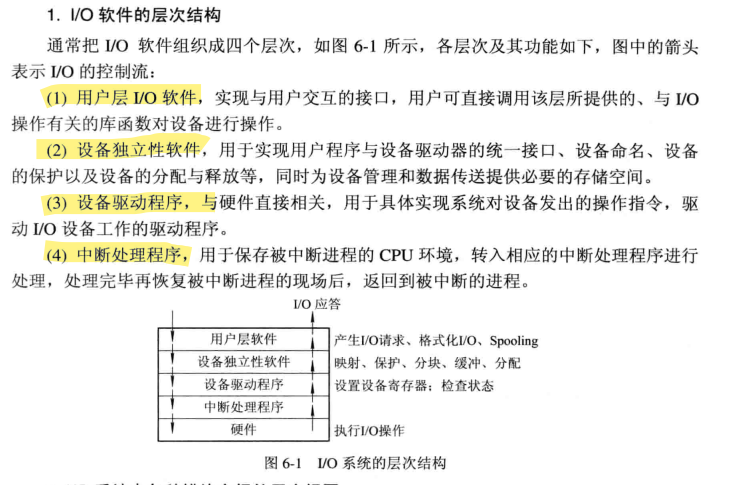 1. I/O 软件的层次结构
通常把 I/O 软件组织成四个层次，如图 6-1 所示，各层次及其功能如下，图中的箭头
表示 I/O 的控制流：
(1) 用户层 I/O 软件，实现与用户交互的接口，用户可直接调用该层所提供的、与 I/O
操作有关的库函数对设备进行操作。
(2) 设备独立性软件，用于实现用户程序与设备驱动器的统一接口、设备命名、设备
的保护以及设备的分配与释放等，同时为设备管理和数据传送提供必要的存储空间。
(3) 设备驱动程序，与硬件直接相关，用于具体实现系统对设备发出的操作指令，驱
动 I/O 设备工作的驱动程序。
(4) 中断处理程序，用于保存被中断进程的 CPU 环境，转入相应的中断处理程序进行
处理，处理完毕再恢复被中断进程的现场后，返回到被中断的进程。
I/O 应答
用户层软件 产生I/O请求、格式化I/O、Spooling
设备独立性软件 映射、保护、分块、缓冲、分配
设备驱动程序 设置设备寄存器；检查状态
中断处理程序
硬件 执行I/O操作
图 6-1 I/O 系统的层次结构